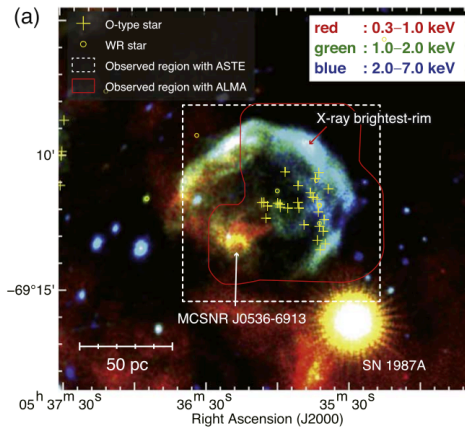 (a)
O-type star
WR star
Observed region with ASTE
Observed region with ALMA
red : 0.3–1.0 keV
green : 1.0–2.0 keV
blue : 2.0–7.0 keV
X-ray brightest-rim
10'
-69°15'
MCSNR J0536-6913
50 pc
SN 1987A
05h 37m 30s
36m 30s
35m 30s
Right Ascension (J2000)